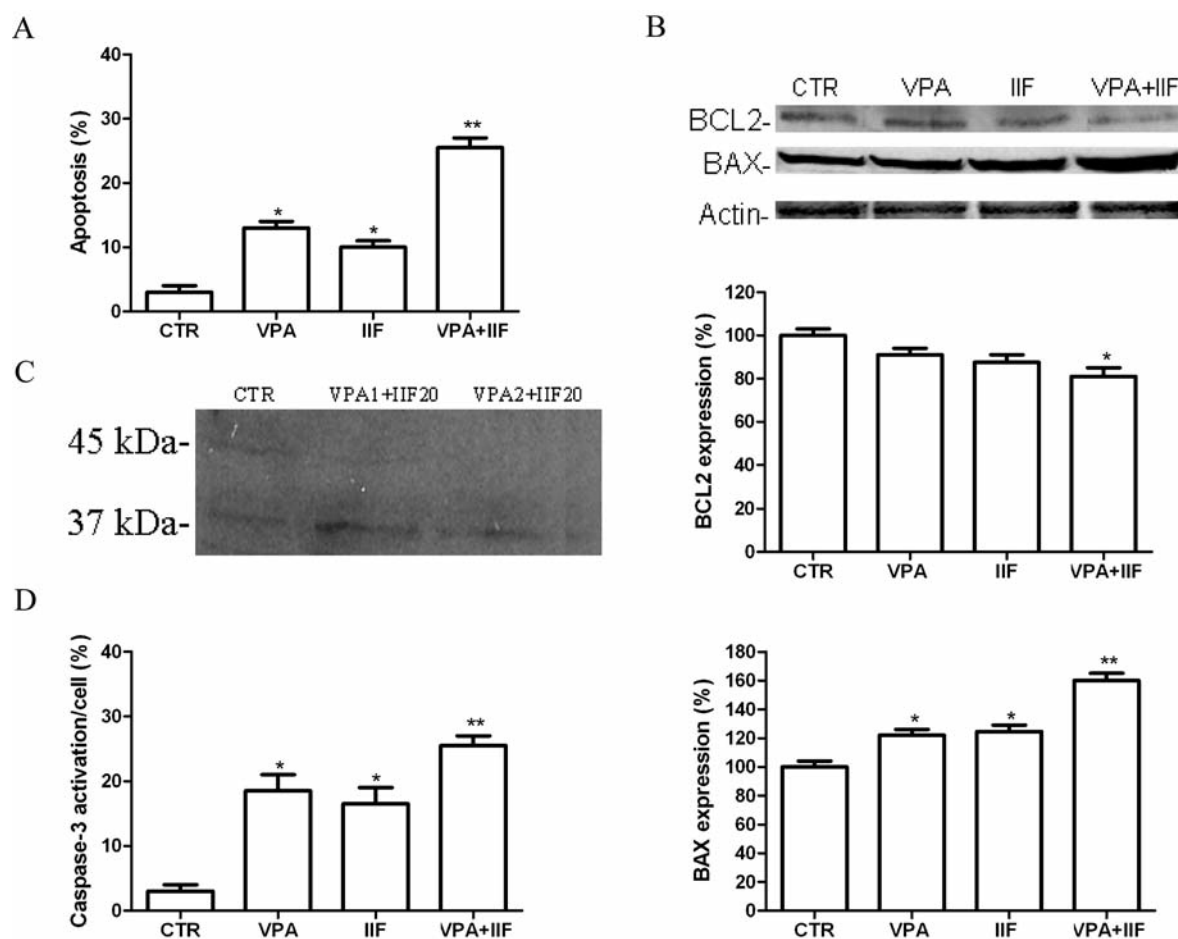 A
Apoptosis (%)
40
30
20
10
0
*
*
**
CTR VPA IIF VPA+IIF
B
CTR VPA IIF VPA+IIF
BCL2-
BAX-
Actin-
BCL2 expression (%)
120
100
80
60
40
20
0
*
CTR VPA IIF VPA+IIF
C
CTR VPA1+IIF20 VPA2+IIF20
45 kDa-
37 kDa-
D
Caspase-3 activation/cell (%)
40
30
20
10
0
*
*
**
CTR VPA IIF VPA+IIF
BAX expression (%)
180
160
140
120
100
80
60
40
20
0
*
*
**
CTR VPA IIF VPA+IIF